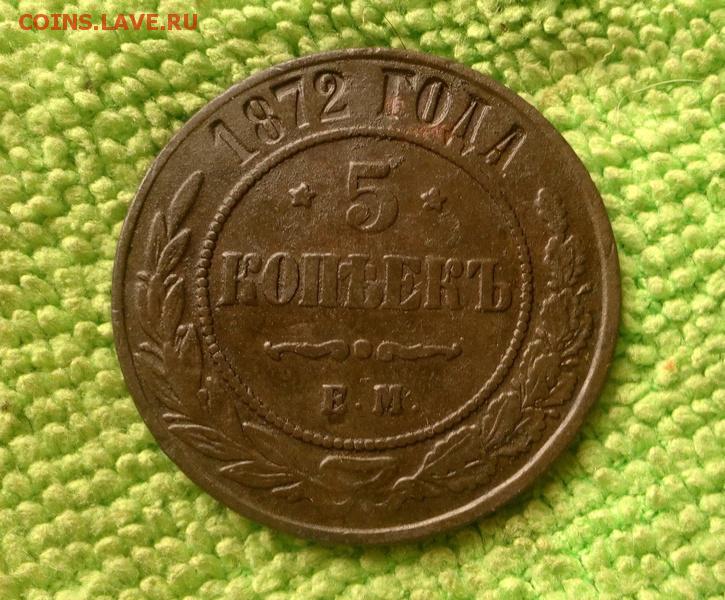 COINS.LAVE.RU
1872 ГОДА
5
КОПѢЕКЪ
Е. М.